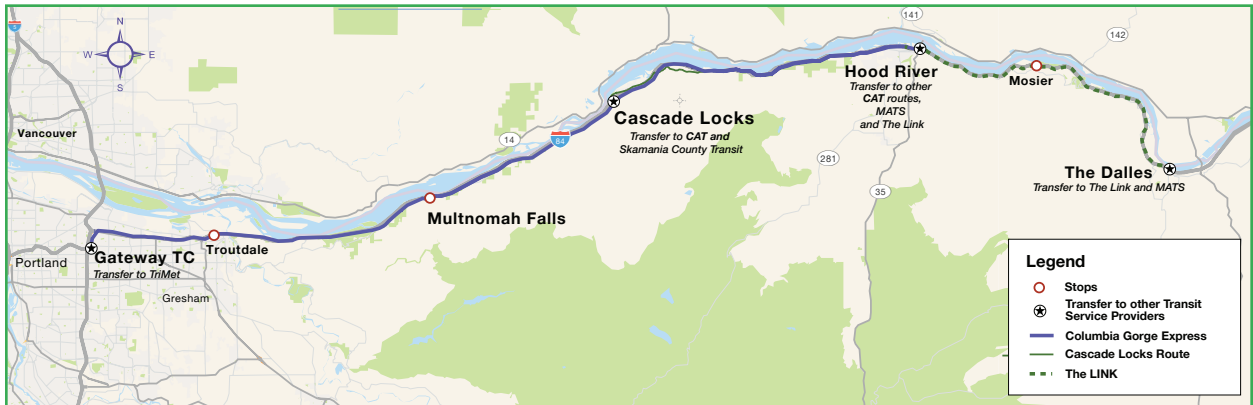 5
N
W
E
S
Vancouver
Portland
Gateway TC
Transfer to TriMet
Troutdale
Gresham
Multnomah Falls
14
84
Cascade Locks
Transfer to CAT and
Skamania County Transit
141
Hood River
Transfer to other
CAT routes,
MATS
and The Link
281
35
Mosier
142
The Dalles
Transfer to The Link and MATS
Legend
Stops
Transfer to other Transit
Service Providers
Columbia Gorge Express
Cascade Locks Route
The LINK